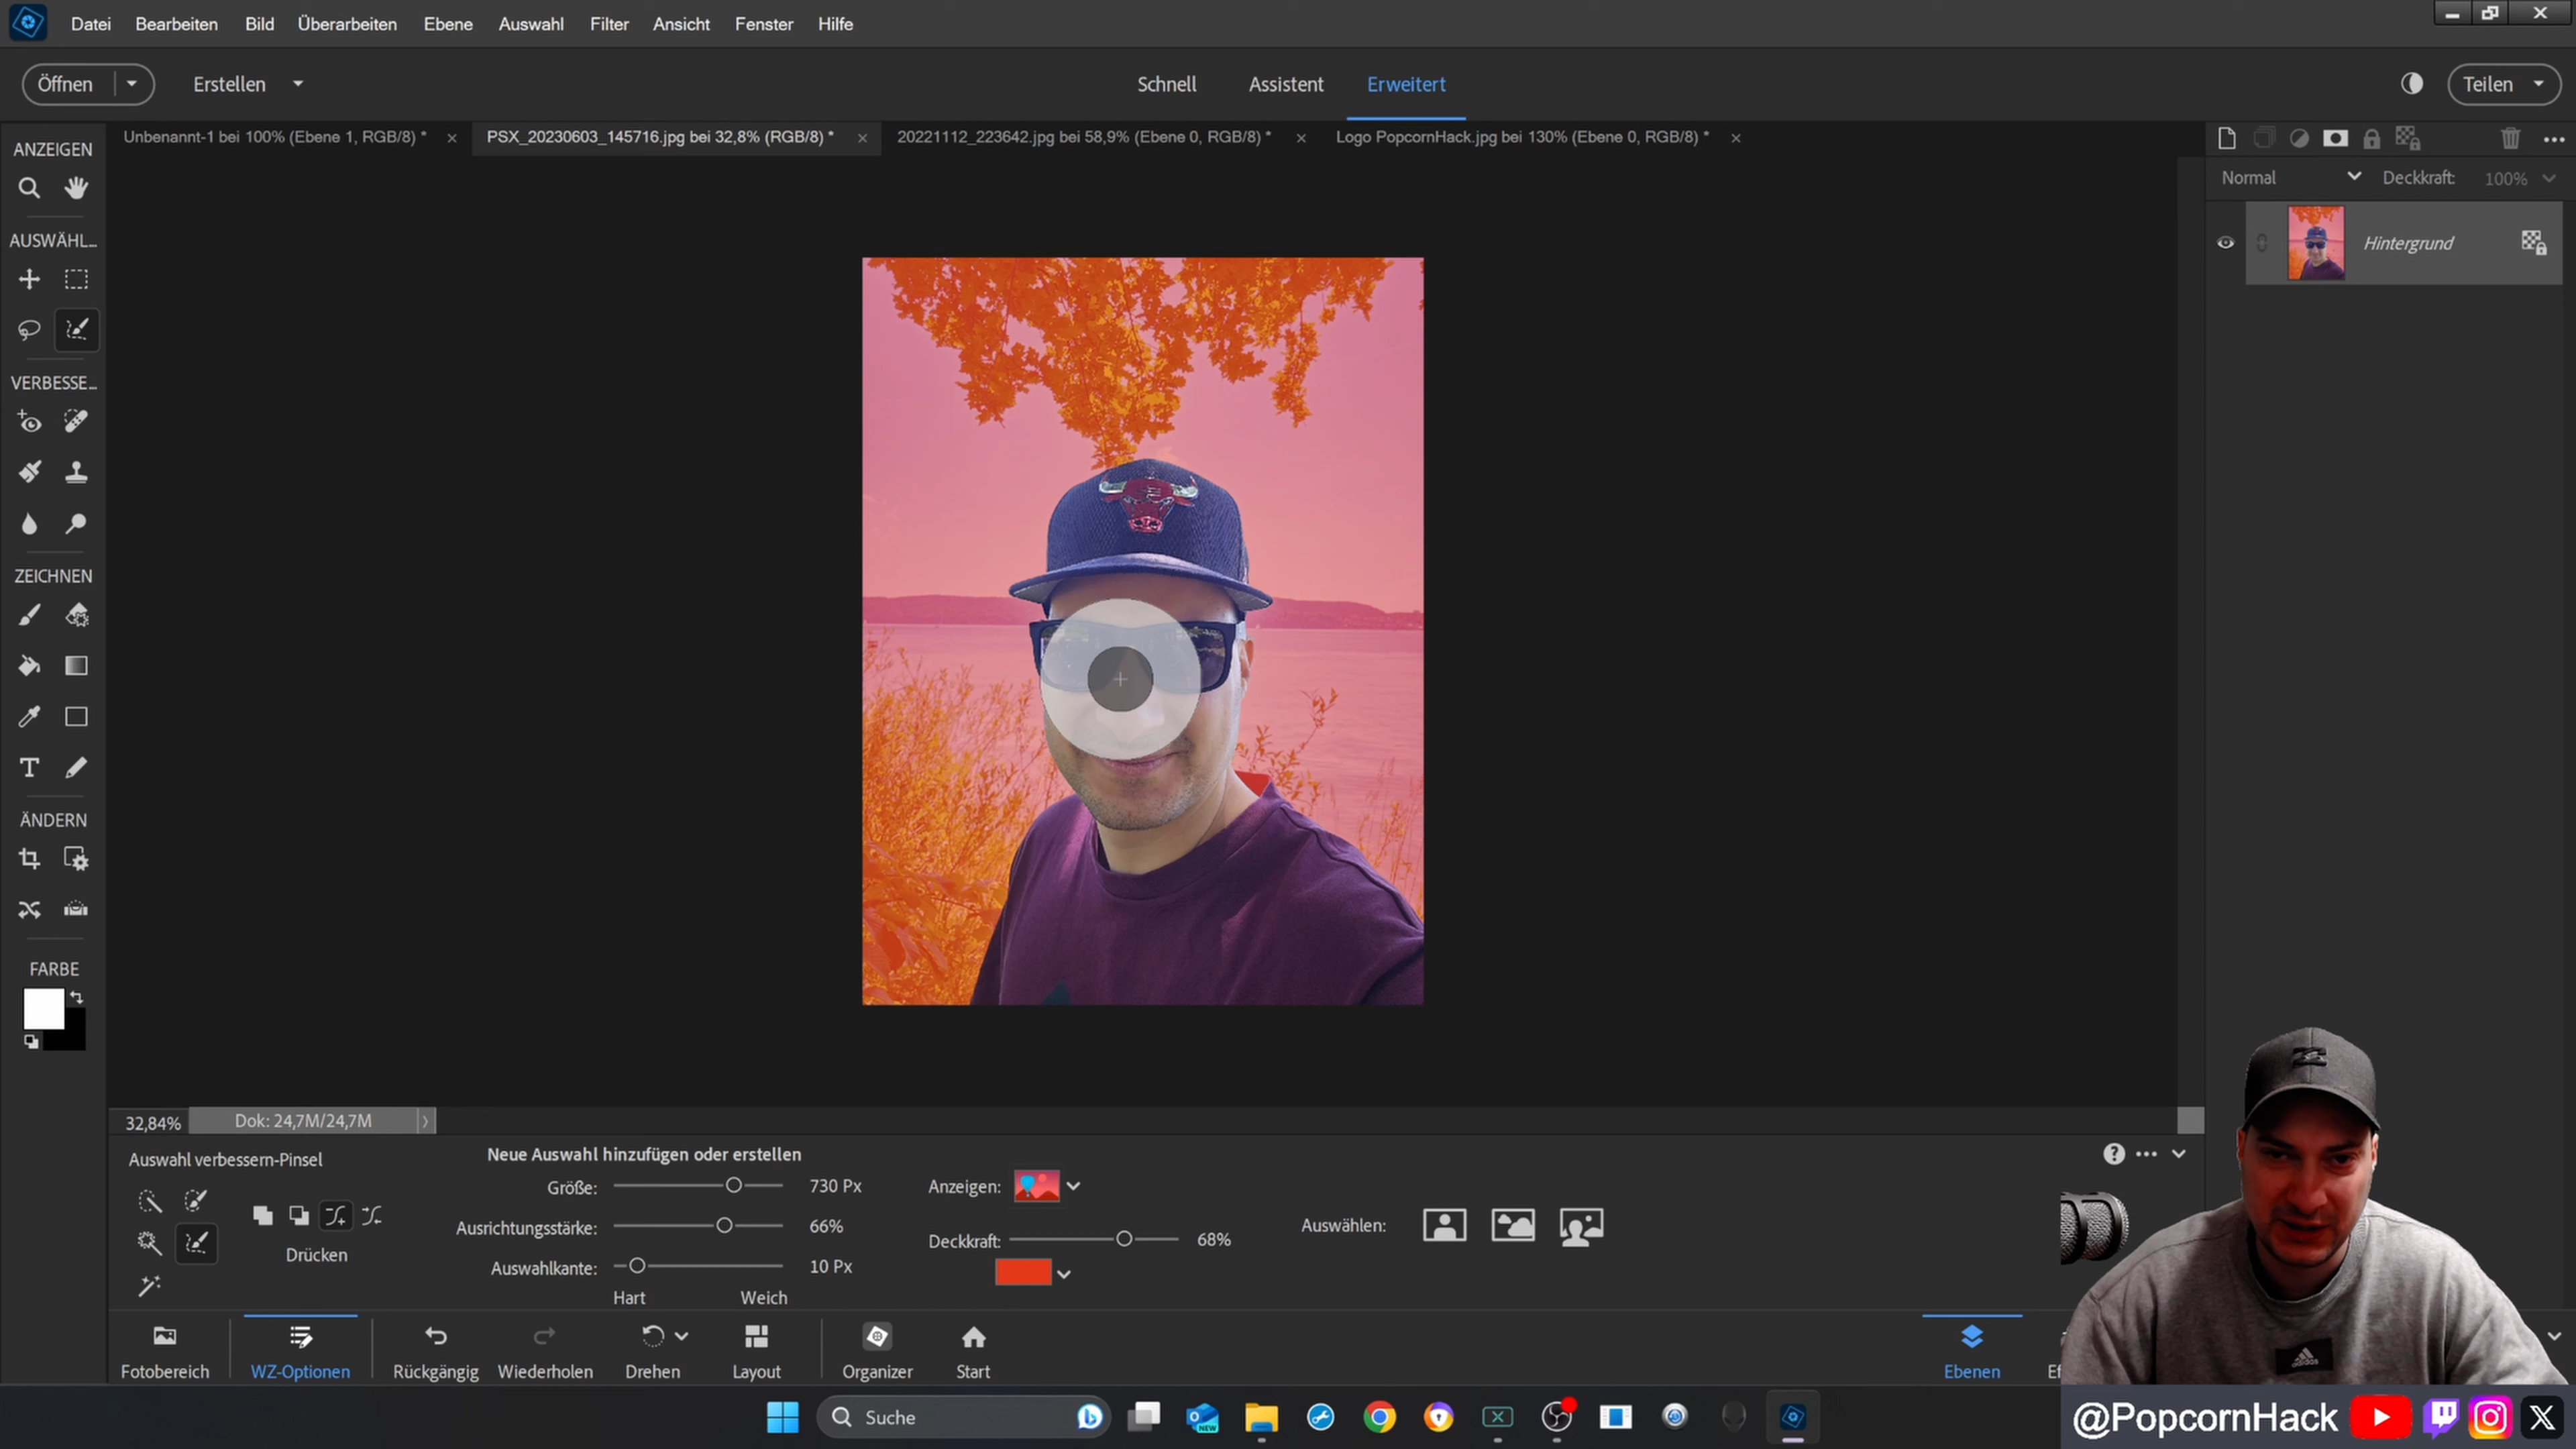 Datei Bearbeiten Bild Überarbeiten Ebene Auswahl Filter Ansicht Fenster Hilfe
Öffnen Erstellen Schnell Assistent Erweitert Teilen
Unbenannt-1 bei 100% (Ebene 1, RGB/8) * PSX_20230603_145716.jpg bei 32,8% (RGB/8) * 20221112_223642.jpg bei 58,9% (Ebene 0, RGB/8) * Logo PopcornHack.jpg bei 130% (Ebene 0, RGB/8) *
ANZEIGEN
Normal Deckkraft: 100%
AUSWÄHL...
Hintergrund
VERBESSE...
ZEICHNEN
ÄNDERN
FARBE
32,84% Dok: 24,7M/24,7M
Auswahl verbessern-Pinsel
Neue Auswahl hinzufügen oder erstellen
Größe: 730 Px
Ausrichtungsstärke: 66%
Auswahlkante: 10 Px
Hart Weich
Drücken
Anzeigen:
Deckkraft: 68%
Auswählen:
Fotobereich WZ-Optionen Rückgängig Wiederholen Drehen Layout Organizer Start Ebenen
Suche
NEW
adidas
@PopcornHack